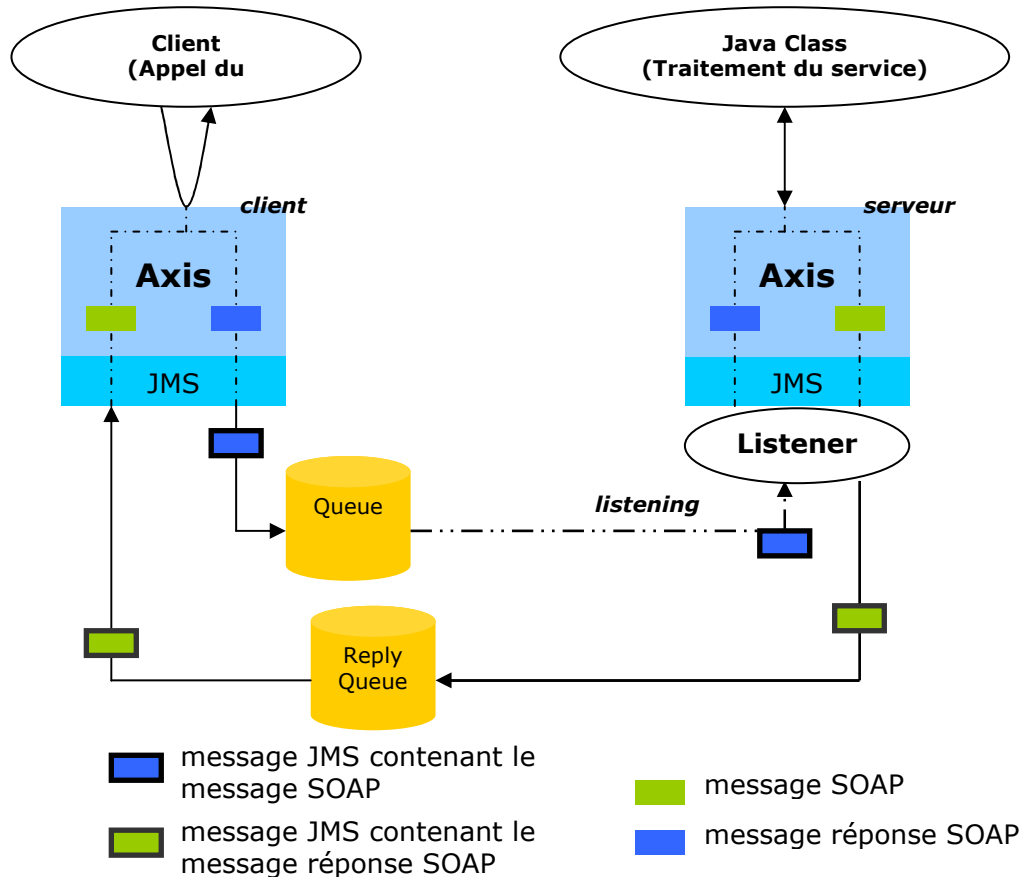 Client
(Appel du
Java Class
(Traitement du service)
client
serveur
Axis
Axis
JMS
JMS
Listener
Queue
listening
Reply
Queue
message JMS contenant le
message SOAP
message SOAP
message JMS contenant le
message réponse SOAP
message réponse SOAP